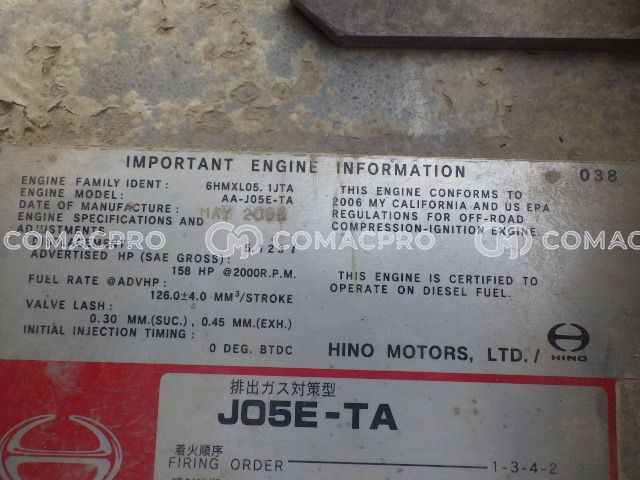 IMPORTANT ENGINE INFORMATION
038
ENGINE FAMILY IDENT: 6HMXL05.1JTA
ENGINE MODEL: AA-J05E-TA
DATE OF MANUFACTURE: MAY
ENGINE SPECIFICATIONS AND
ADJUSTMENTS
ADVERTISED HP (SAE GROSS):
158 HP @2000R.P.M.
FUEL RATE @ADVHP:
126.0±4.0 MM³/STROKE
VALVE LASH:
0.30 MM.(SUC.), 0.45 MM.(EXH.)
INITIAL INJECTION TIMING:
0 DEG. BTDC
THIS ENGINE CONFORMS TO
2006 MY CALIFORNIA AND US EPA
REGULATIONS FOR OFF-ROAD
COMPRESSION-IGNITION ENGINE.
THIS ENGINE IS CERTIFIED TO
OPERATE ON DIESEL FUEL.
HINO MOTORS, LTD./ HINO
COMACPRO COMACPRO
COMACPRO COMACPRO COMACPRO
COMACPRO COMACPRO
排出ガス対策型
J05E-TA
着火順序
FIRING ORDER 1-3-4-2